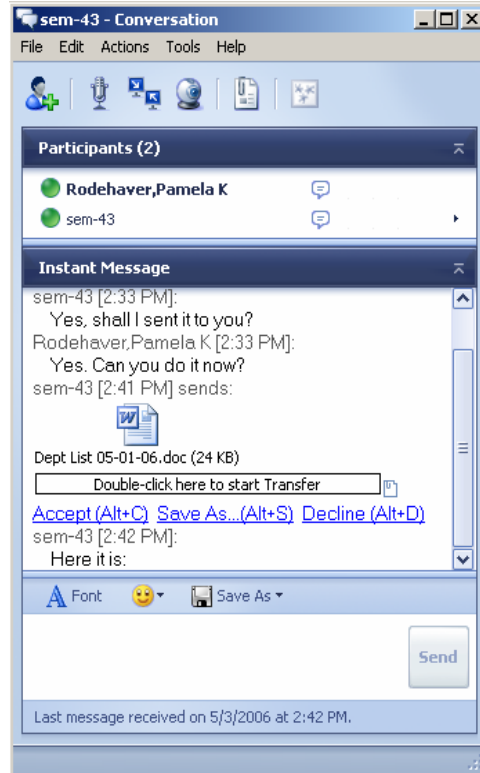 sem-43 - Conversation
File Edit Actions Tools Help
Participants (2)
Rodehaver,Pamela K
sem-43
Instant Message
sem-43 [2:33 PM]:
Yes, shall I sent it to you?
Rodehaver,Pamela K [2:33 PM]:
Yes. Can you do it now?
sem-43 [2:41 PM] sends:
Dept List 05-01-06.doc (24 KB)
Double-click here to start Transfer
Accept (Alt+C) Save As...(Alt+S) Decline (Alt+D)
sem-43 [2:42 PM]:
Here it is:
A Font Save As
Send
Last message received on 5/3/2006 at 2:42 PM.